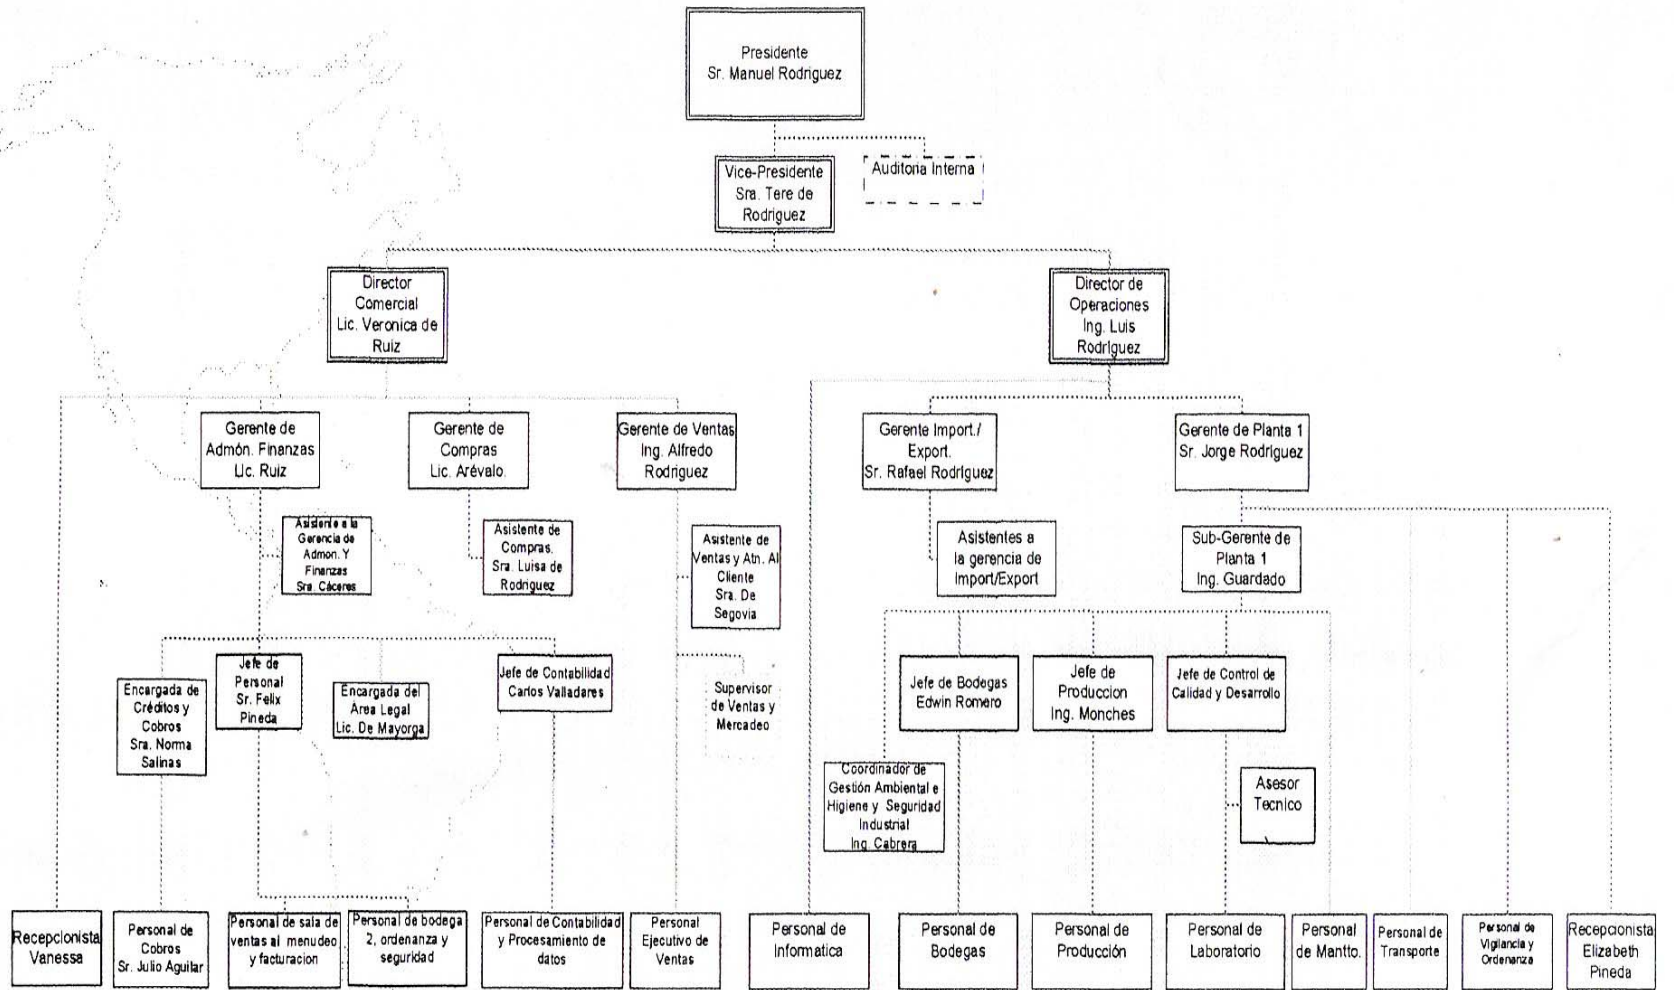 Presidente
Sr. Manuel Rodriguez
Vice-Presidente
Sra. Tere de
Rodriguez
Auditoria Interna
Director
Comercial
Lic. Veronica de
Ruiz
Director de
Operaciones
Ing. Luis
Rodriguez
Gerente de
Admón. Finanzas
Lic. Ruiz
Gerente de
Compras
Lic. Arévalo.
Gerente de Ventas
Ing. Alfredo
Rodriguez
Gerente Import./
Export.
Sr. Rafael Rodriguez
Gerente de Planta 1
Sr. Jorge Rodriguez
Asistente a la
Gerencia de
Admon. Y
Finanzas
Sra. Cáceres
Asistente de
Compras.
Sra. Luisa de
Rodriguez
Asistente de
Ventas y Atn. Al
Cliente
Sra. De
Segovia
Asistentes a
la gerencia de
Import/Export
Sub-Gerente de
Planta 1
Ing. Guardado
Encargada de
Créditos y
Cobros
Sra. Norma
Salinas
Jefe de
Personal
Sr. Felix
Pineda
Encargada del
Área Legal
Lic. De Mayorga
Jefe de Contabilidad
Carlos Valladares
Supervisor
de Ventas y
Mercadeo
Jefe de Bodegas
Edwin Romero
Jefe de
Produccion
Ing. Monches
Jefe de Control de
Calidad y Desarrollo
Coordinador de
Gestión Ambiental e
Higiene y Seguridad
Industrial
Ing. Cabrera
Asesor
Tecnico
Recepcionista
Vanessa
Personal de
Cobros
Sr. Julio Aguilar
Personal de sala de
ventas al menudeo
y facturacion
Personal de bodega
2, ordenanza y
seguridad
Personal de Contabilidad
y Procesamiento de
datos
Personal
Ejecutivo de
Ventas
Personal de
Informatica
Personal de
Bodegas
Personal de
Producción
Personal de
Laboratorio
Personal
de Mantto.
Personal de
Transporte
Personal de
Vigilancia y
Ordenanza
Recepcionista
Elizabeth
Pineda